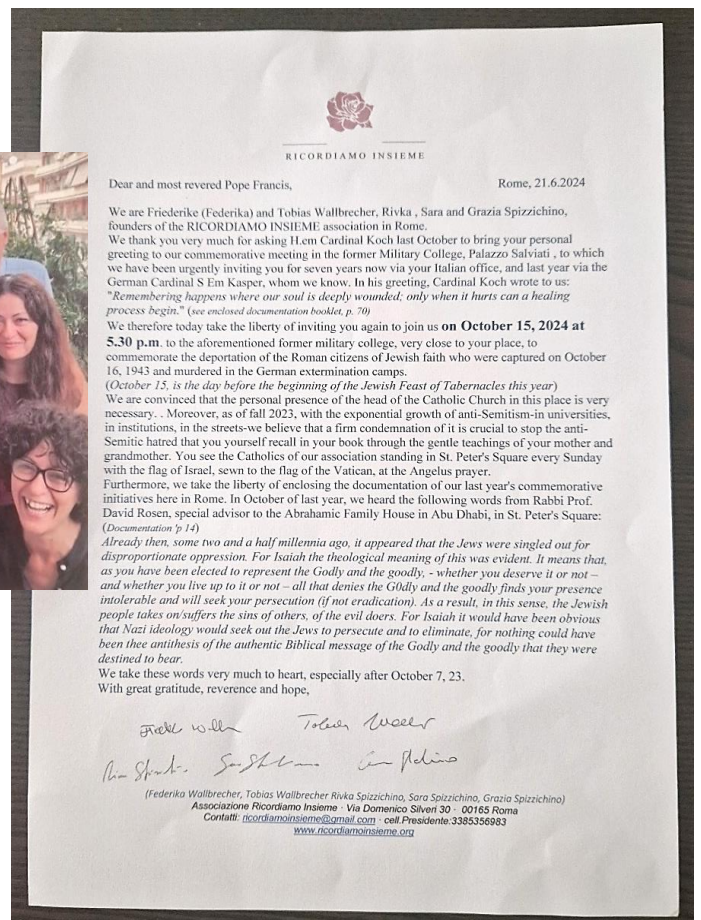 RICORDIAMO INSIEME
Dear and most revered Pope Francis, Rome, 21.6.2024
We are Friederike (Federika) and Tobias Wallbrecher, Rivka , Sara and Grazia Spizzichino,
founders of the RICORDIAMO INSIEME association in Rome.
We thank you very much for asking H.em Cardinal Koch last October to bring your personal
greeting to our commemorative meeting in the former Military College, Palazzo Salviati , to which
we have been urgently inviting you for seven years now via your Italian office, and last year via the
German Cardinal S Em Kasper, whom we know. In his greeting, Cardinal Koch wrote to us:
"Remembering happens where our soul is deeply wounded; only when it hurts can a healing
process begin." (see enclosed documentation booklet, p. 70)
We therefore today take the liberty of inviting you again to join us on October 15, 2024 at
5.30 p.m. to the aforementioned former military college, very close to your place, to
commemorate the deportation of the Roman citizens of Jewish faith who were captured on October
16, 1943 and murdered in the German extermination camps.
(October 15, is the day before the beginning of the Jewish Feast of Tabernacles this year)
We are convinced that the personal presence of the head of the Catholic Church in this place is very
necessary. . Moreover, as of fall 2023, with the exponential growth of anti-Semitism-in universities,
in institutions, in the streets-we believe that a firm condemnation of it is crucial to stop the anti-
Semitic hatred that you yourself recall in your book through the gentle teachings of your mother and
grandmother. You see the Catholics of our association standing in St. Peter's Square every Sunday
with the flag of Israel, sewn to the flag of the Vatican, at the Angelus prayer.
Furthermore, we take the liberty of enclosing the documentation of our last year's commemorative
initiatives here in Rome. In October of last year, we heard the following words from Rabbi Prof.
David Rosen, special advisor to the Abrahamic Family House in Abu Dhabi, in St. Peter's Square:
(Documentation 'p 14)
Already then, some two and a half millennia ago, it appeared that the Jews were singled out for
disproportionate oppression. For Isaiah the theological meaning of this was evident. It means that,
as you have been elected to represent the Godly and the goodly, - whether you deserve it or not –
and whether you live up to it or not – all that denies the G0dly and the goodly finds your presence
intolerable and will seek your persecution (if not eradication). As a result, in this sense, the Jewish
people takes on/suffers the sins of others, of the evil doers. For Isaiah it would have been obvious
that Nazi ideology would seek out the Jews to persecute and to eliminate, for nothing could have
been thee antithesis of the authentic Biblical message of the Godly and the goodly that they were
destined to bear.
We take these words very much to heart, especially after October 7, 23.
With great gratitude, reverence and hope,
(Federika Wallbrecher, Tobias Wallbrecher Rivka Spizzichino, Sara Spizzichino, Grazia Spizzichino)
Associazione Ricordiamo Insieme · Via Domenico Silveri 30 · 00165 Roma
Contatti: ricordiamoinsieme@gmail.com · cell.Presidente:3385356983
www.ricordiamoinsieme.org